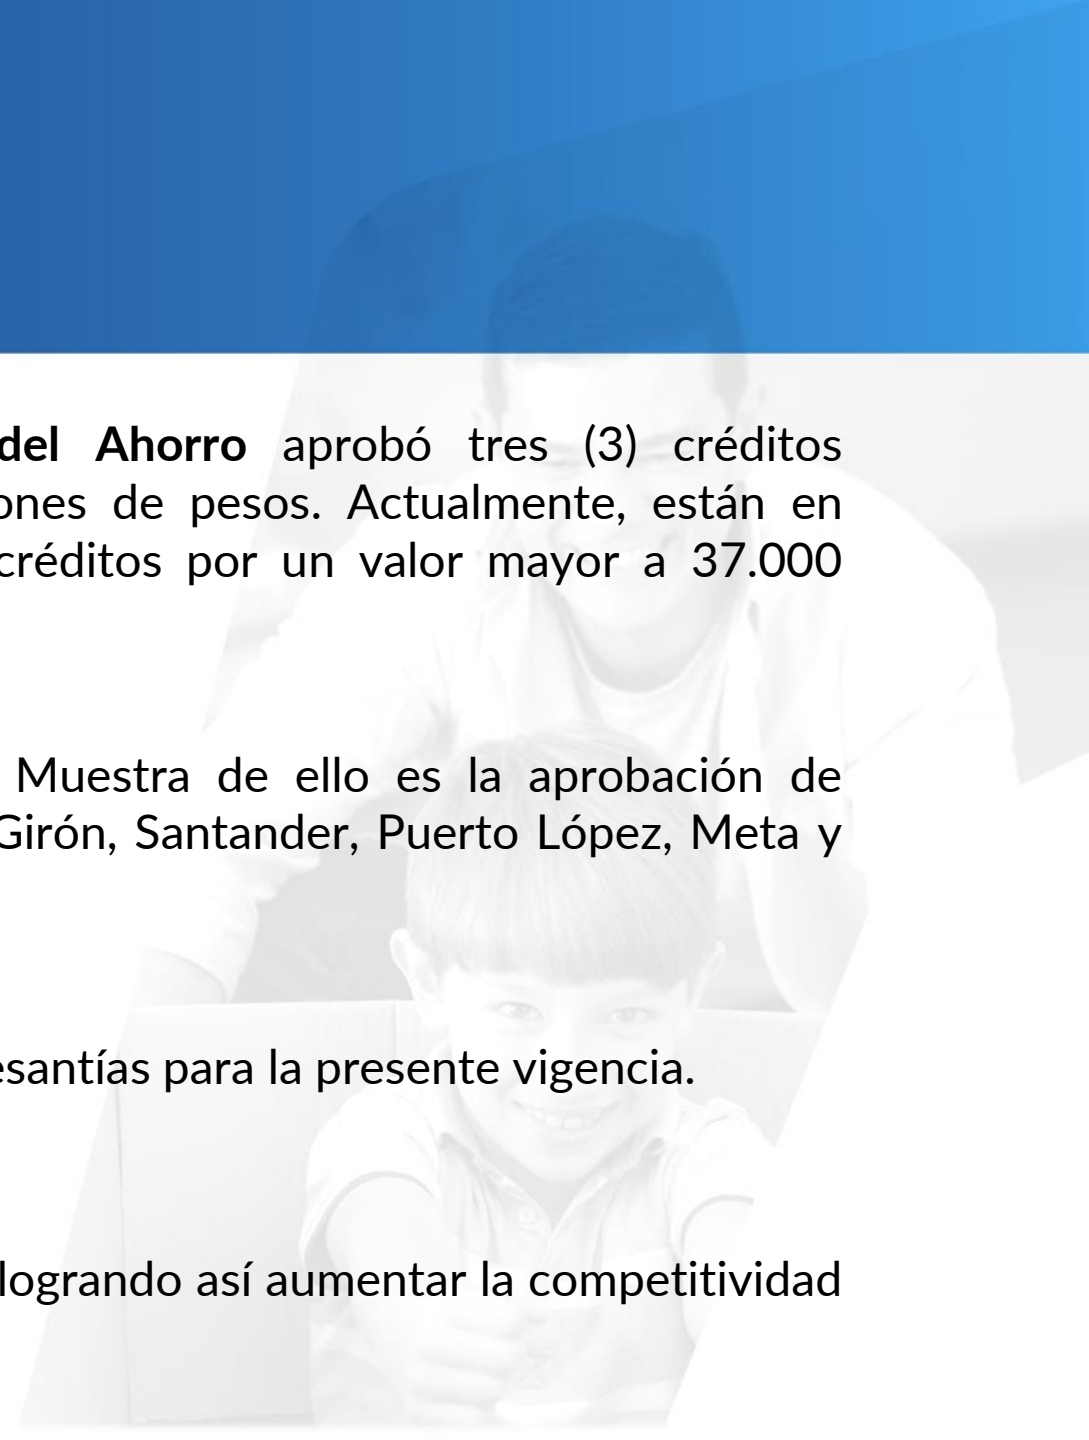 del Ahorro aprobó tres (3) créditos
ones de pesos. Actualmente, están en
créditos por un valor mayor a 37.000
Muestra de ello es la aprobación de
Girón, Santander, Puerto López, Meta y
esantías para la presente vigencia.
logrando así aumentar la competitividad